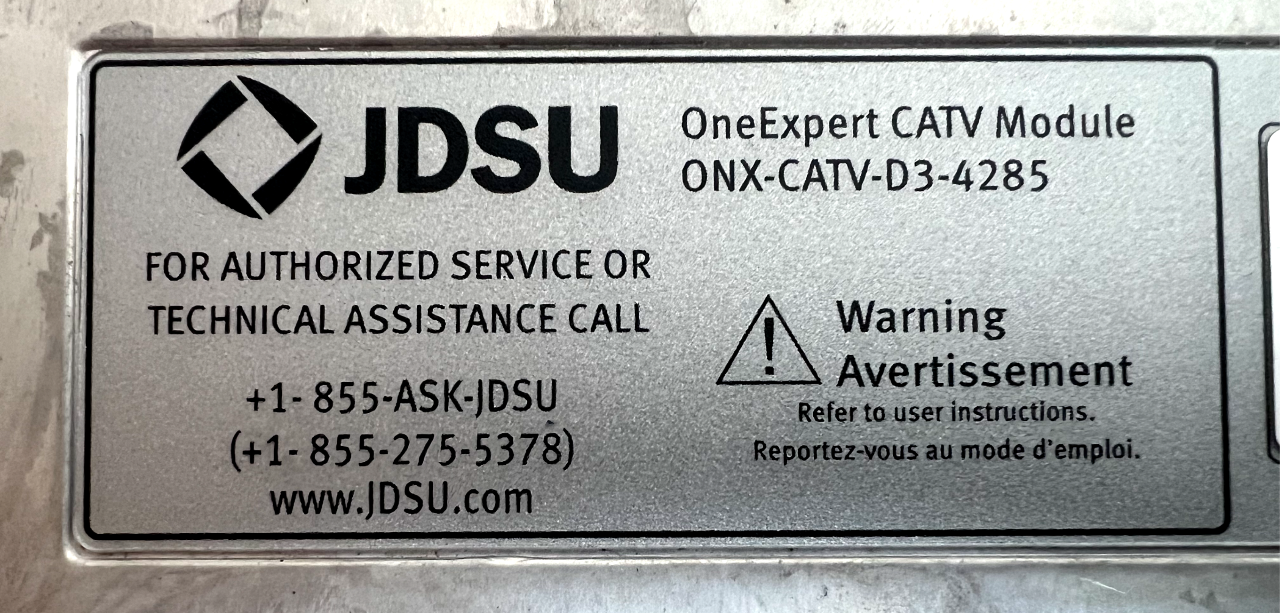 JDSU
OneExpert CATV Module
ONX-CATV-D3-4285
FOR AUTHORIZED SERVICE OR
TECHNICAL ASSISTANCE CALL
+1- 855-ASK-JDSU
(+1- 855-275-5378)
www.JDSU.com
!
Warning
Avertissement
Refer to user instructions.
Reportez-vous au mode d'emploi.